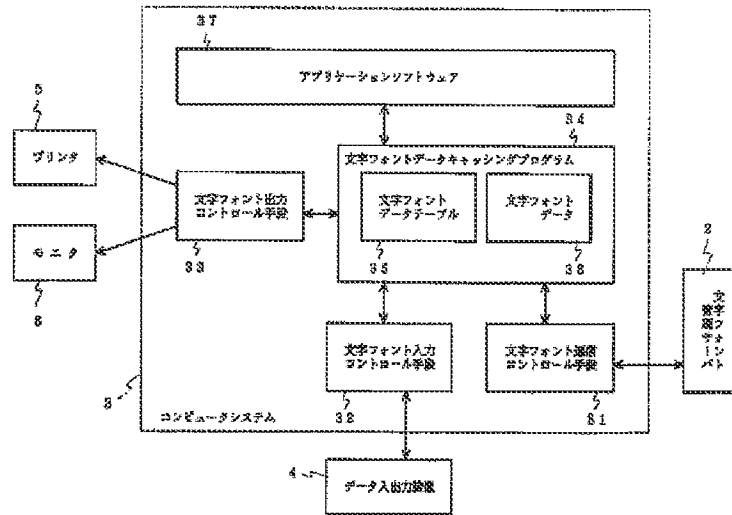 37
アプリケーションソフトウェア
34
5
プリンタ
文字フォントデータキャッシングプログラム
文字フォント出力
コントロール手段
33
文字フォント
データテーブル
35
文字フォント
データ
モニタ
2
文字フォント
文字フォント入力
コントロール手段
32
文字フォント通信
コントロール手段
31
3
コンピュータシステム
4
データ入出力装置